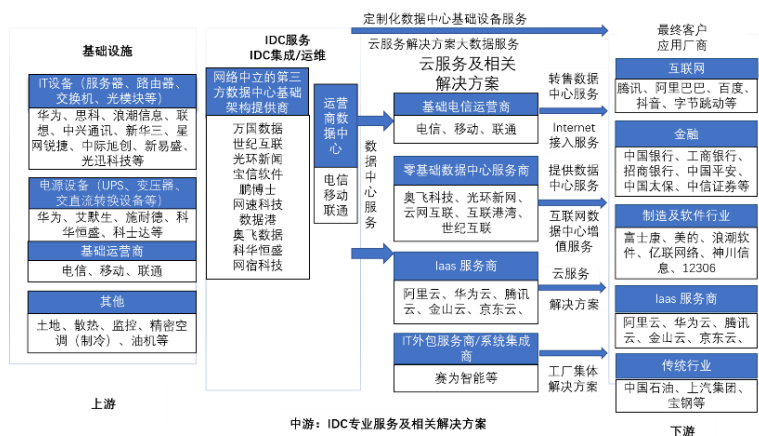 定制化数据中心基础设备服务
云服务解决方案大数据服务
基础设施
IT设备（服务器、路由器、
交换机、光模块等）
华为、思科、浪潮信息、联
想、中兴通讯、新华三、星
网锐捷、中际旭创、新易盛、
光迅科技等
电源设备（UPS、变压器、
交直流转换设备等）
华为、艾默生、施耐德、科
华恒盛、科士达等
基础运营商
电信、移动、联通
其他
土地、散热、监控、精密空
调（制冷）、油机等
上游
IDC服务
IDC集成/运维
网络中立的第三
方数据中心基础
架构提供商
万国数据
世纪互联
光环新闻
宝信软件
鹏博士
网速科技
数据港
奥飞数据
科华恒盛
网宿科技
运营
商数
据中
心
电信
移动
联通
数据中心服务
云服务及相关
解决方案
基础电信运营商
电信、移动、联通
零基础数据中心服务商
奥飞科技、光环新网、
云网互联、互联港湾、
世纪互联
Iaas 服务商
阿里云、华为云、腾讯
云、金山云、京东云、
IT外包服务商/系统集成
商
赛为智能等
中游：IDC专业服务及相关解决方案
转售数据
中心服务
Internet
接入服务
提供数据
中心服务
互联网数
据中心增
值服务
云服务
解决方案
工厂集体
解决方案
最终客户
应用厂商
互联网
腾讯、阿里巴巴、百度、
抖音、字节跳动等
金融
中国银行、工商银行、
招商银行、中国平安、
中国太保、中信证券等
制造及软件行业
富士康、美的、浪潮软
件、亿联网络、神川信
息、12306
Iaas 服务商
阿里云、华为云、腾讯
云、金山云、京东云、
传统行业
中国石油、上汽集团、
宝钢等
下游